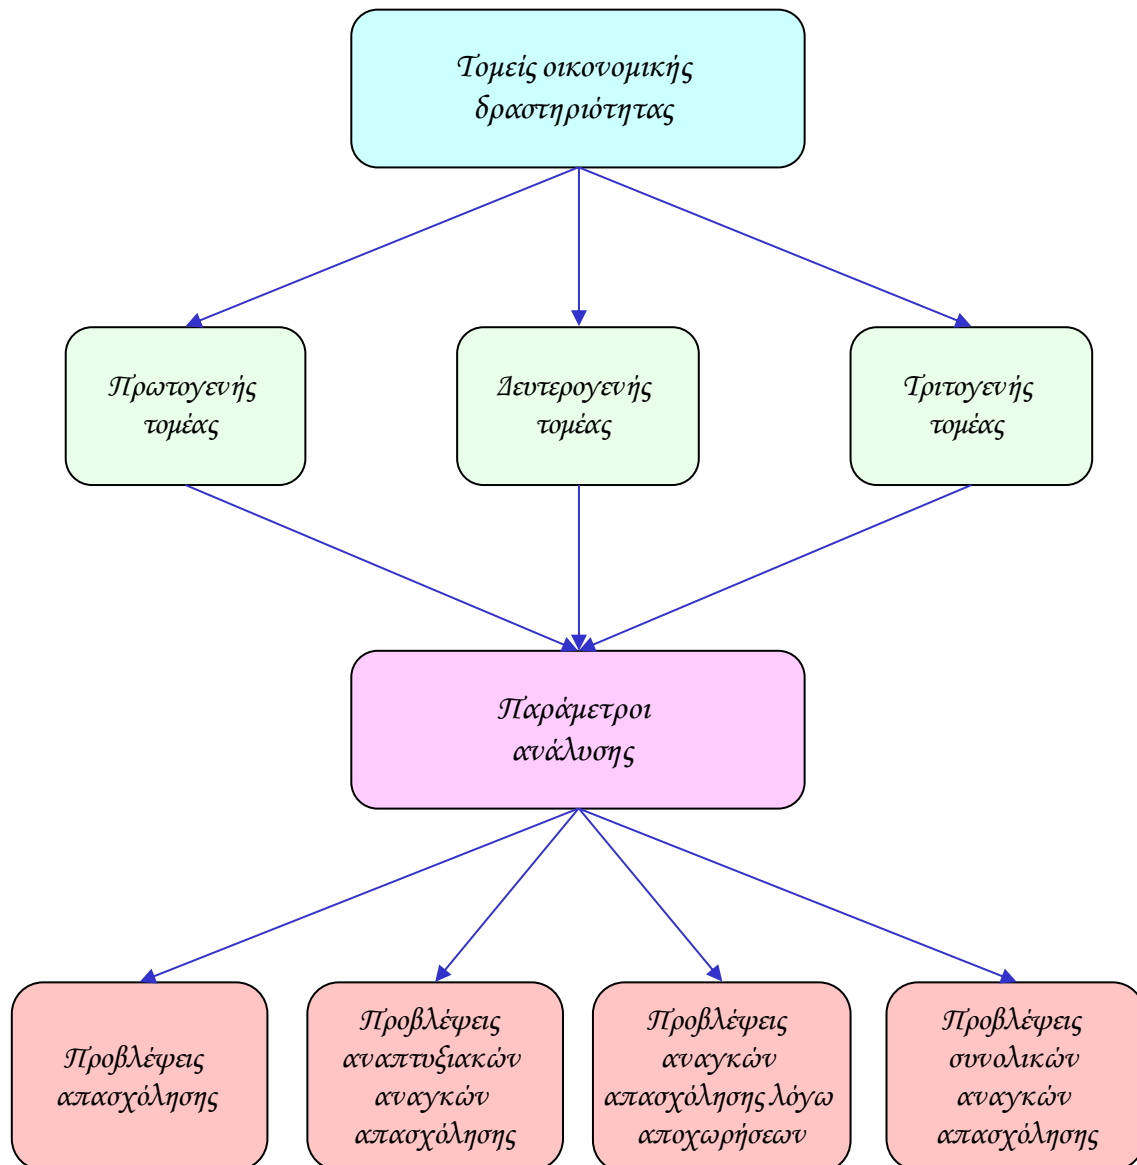 Τομείς οικονομικής
δραστηριότητας
Πρωτογενής
τομέας
Δευτερογενής
τομέας
Τριτογενής
τομέας
Παράμετροι
ανάλυσης
Προβλέψεις
απασχόλησης
Προβλέψεις
αναπτυξιακών
αναγκών
απασχόλησης
Προβλέψεις
αναγκών
απασχόλησης λόγω
αποχωρήσεων
Προβλέψεις
συνολικών
αναγκών
απασχόλησης